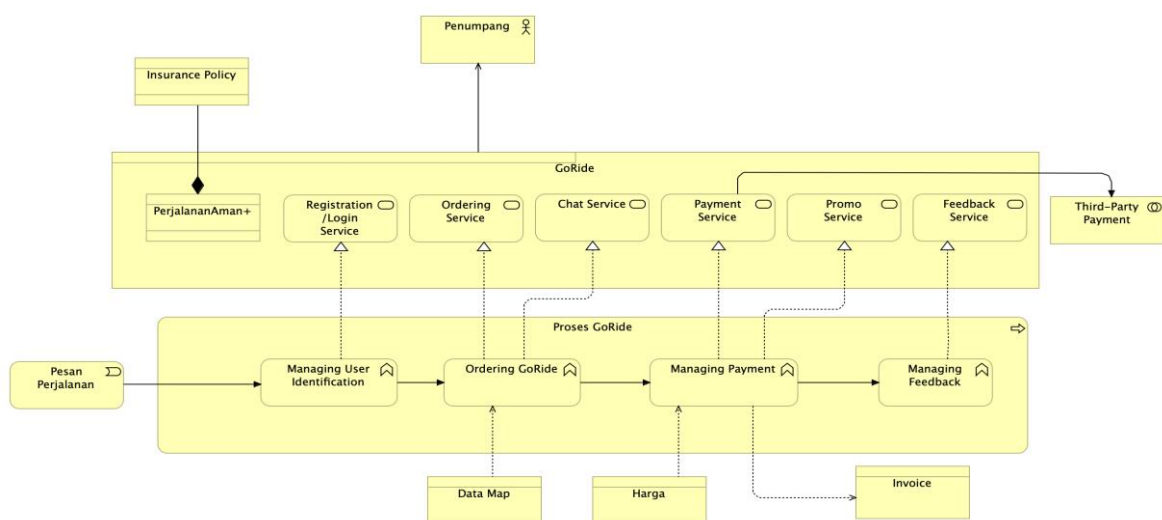 Penumpang
Insurance Policy
GoRide
PerjalananAman+
Registration
/Login
Service
Ordering
Service
Chat Service
Payment
Service
Promo
Service
Feedback
Service
Third-Party
Payment
Proses GoRide
Pesan
Perjalanan
Managing User
Identification
Ordering GoRide
Managing Payment
Managing
Feedback
Data Map
Harga
Invoice